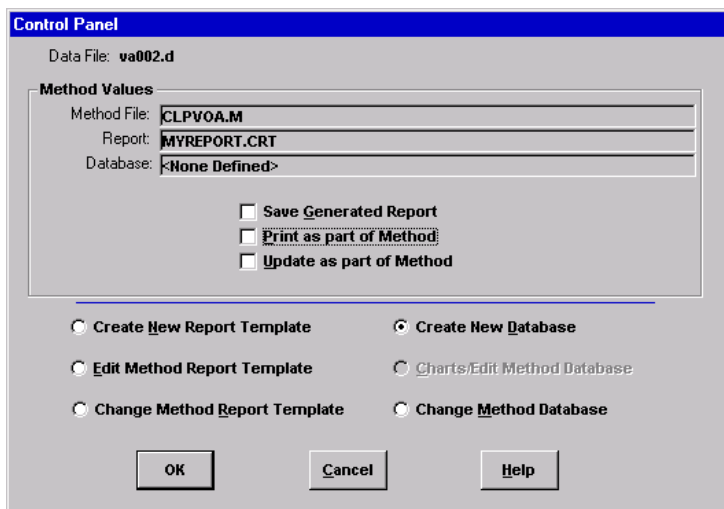 Control Panel
Data File: va002.d
Method Values
Method File: CLPVOA.M
Report: MYREPORT.CRT
Database: <None Defined>
Save Generated Report
Print as part of Method
Update as part of Method
Create New Report Template
Create New Database
Edit Method Report Template
Charts/Edit Method Database
Change Method Report Template
Change Method Database
OK
Cancel
Help